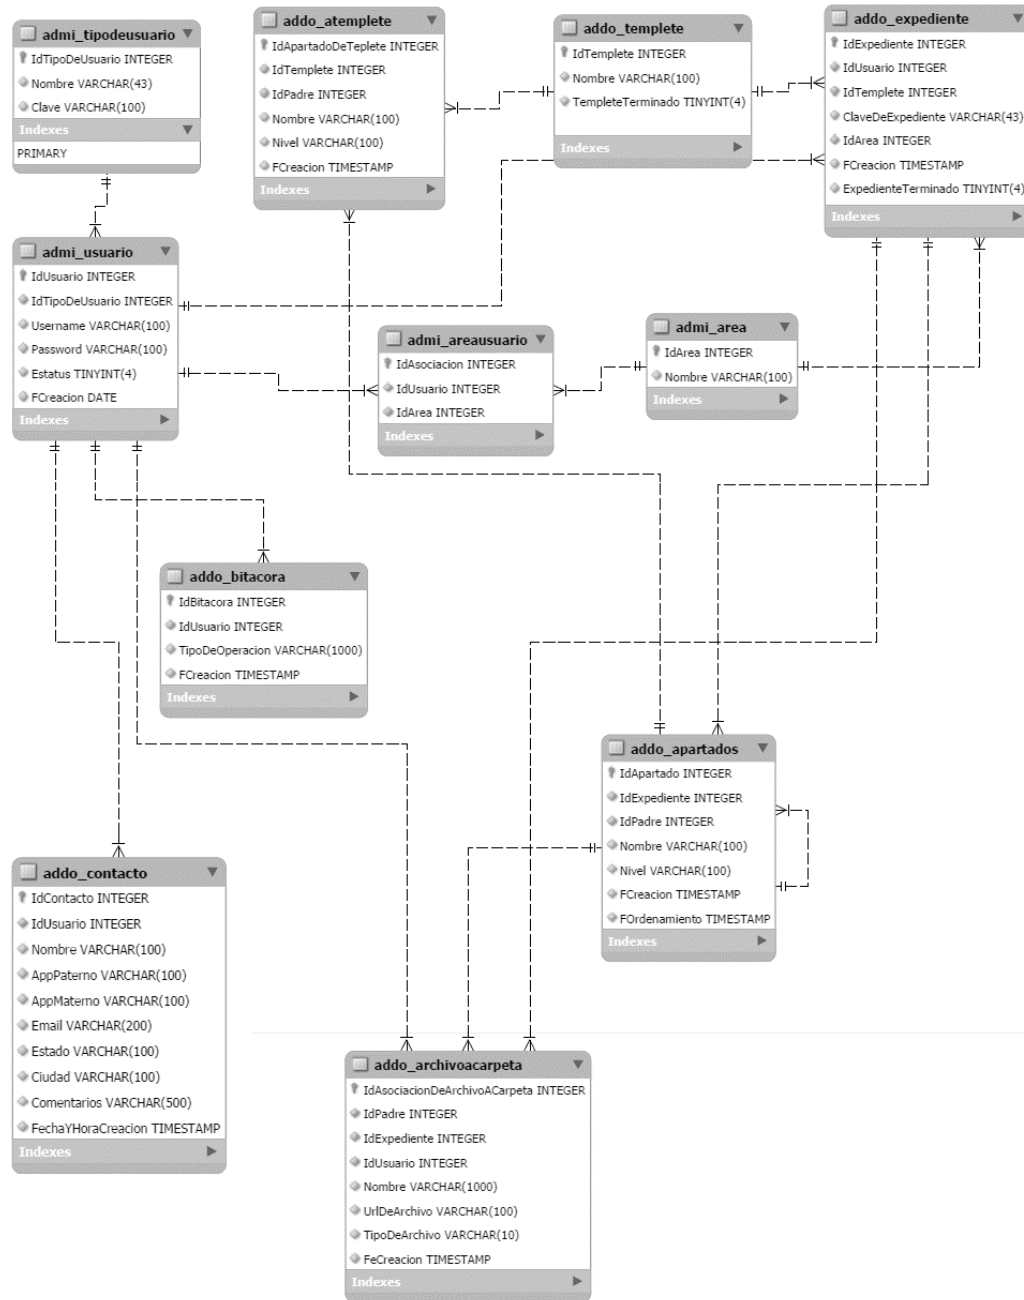 admi_tipodeusuario
IdTipoDeUsuario INTEGER
Nombre VARCHAR(43)
Clave VARCHAR(100)
Indexes
PRIMARY
addo_atemplete
IdApartadoDeTeplete INTEGER
IdTemplete INTEGER
IdPadre INTEGER
Nombre VARCHAR(100)
Nivel VARCHAR(100)
FCreacion TIMESTAMP
Indexes
addo_templete
IdTemplete INTEGER
Nombre VARCHAR(100)
TempleteTerminado TINYINT(4)
Indexes
addo_expediente
IdExpediente INTEGER
IdUsuario INTEGER
IdTemplete INTEGER
ClaveDeExpediente VARCHAR(43)
IdArea INTEGER
FCreacion TIMESTAMP
ExpedienteTerminado TINYINT(4)
Indexes
admi_usuario
IdUsuario INTEGER
IdTipoDeUsuario INTEGER
Username VARCHAR(100)
Password VARCHAR(100)
Estatus TINYINT(4)
FCreacion DATE
Indexes
admi_areausuario
IdAsociacion INTEGER
IdUsuario INTEGER
IdArea INTEGER
Indexes
admi_area
IdArea INTEGER
Nombre VARCHAR(100)
Indexes
addo_bitacora
IdBitacora INTEGER
IdUsuario INTEGER
TipoDeOperacion VARCHAR(1000)
FCreacion TIMESTAMP
Indexes
addo_apartados
IdApartado INTEGER
IdExpediente INTEGER
IdPadre INTEGER
Nombre VARCHAR(100)
Nivel VARCHAR(100)
FCreacion TIMESTAMP
FOrdenamiento TIMESTAMP
Indexes
addo_contacto
IdContacto INTEGER
IdUsuario INTEGER
Nombre VARCHAR(100)
AppPaterno VARCHAR(100)
AppMaterno VARCHAR(100)
Email VARCHAR(200)
Estado VARCHAR(100)
Ciudad VARCHAR(100)
Comentarios VARCHAR(500)
FechaYHoraCreacion TIMESTAMP
Indexes
addo_archivoacarpeta
IdAsociacionDeArchivoACarpeta INTEGER
IdPadre INTEGER
IdExpediente INTEGER
IdUsuario INTEGER
Nombre VARCHAR(1000)
UrlDeArchivo VARCHAR(100)
TipoDeArchivo VARCHAR(10)
FeCreacion TIMESTAMP
Indexes